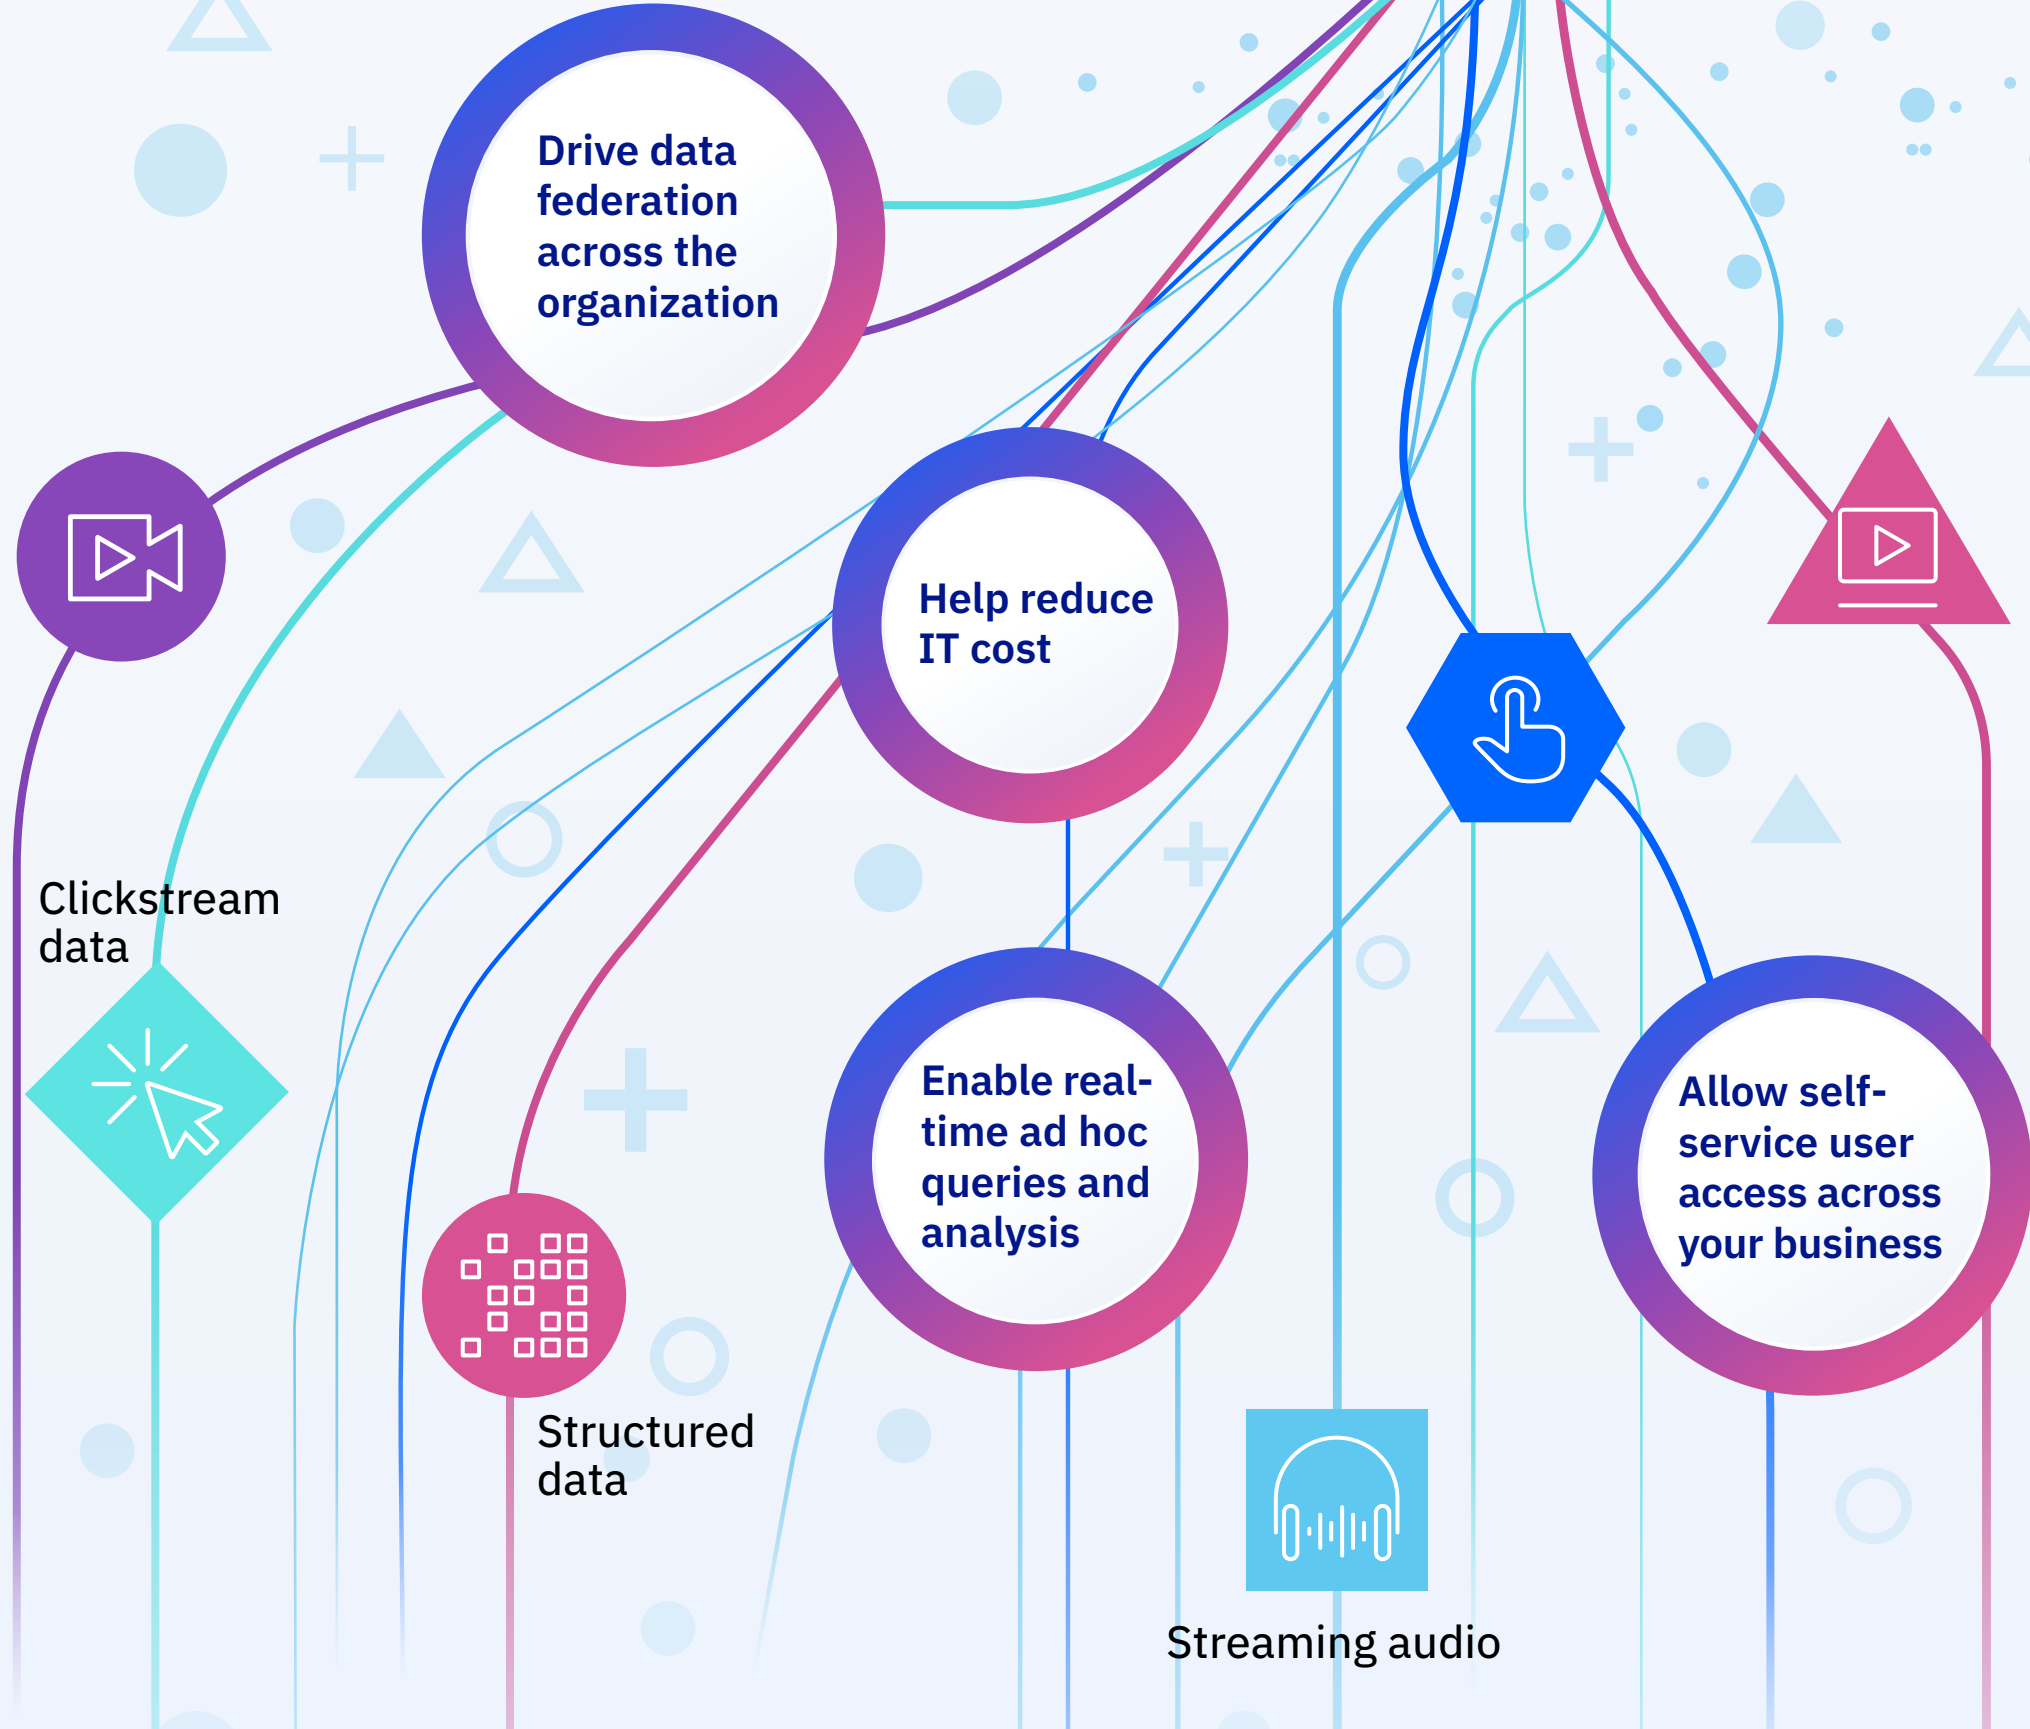 Drive data
federation
across the
organization
Help reduce
IT cost
Clickstream
data
Enable real-
time ad hoc
queries and
analysis
Allow self-
service user
access across
your business
Structured
data
Streaming audio